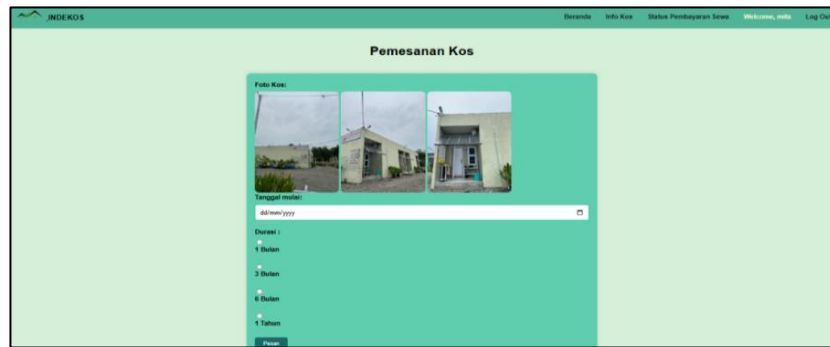 INDEKOS Beranda Info Kos Status Pembayaran Sewa Welcome, mita Log Out
Pemesanan Kos
Foto Kos:
Tanggal mulai:
dd/mm/yyyy
Durasi :
1 Bulan
3 Bulan
6 Bulan
1 Tahun
Pesan